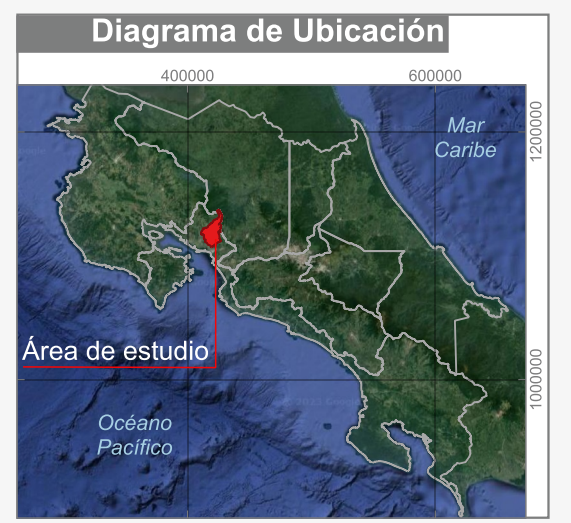 Diagrama de Ubicación
400000
600000
1200000
Mar
Caribe
Área de estudio
1000000
Océano
Pacífico